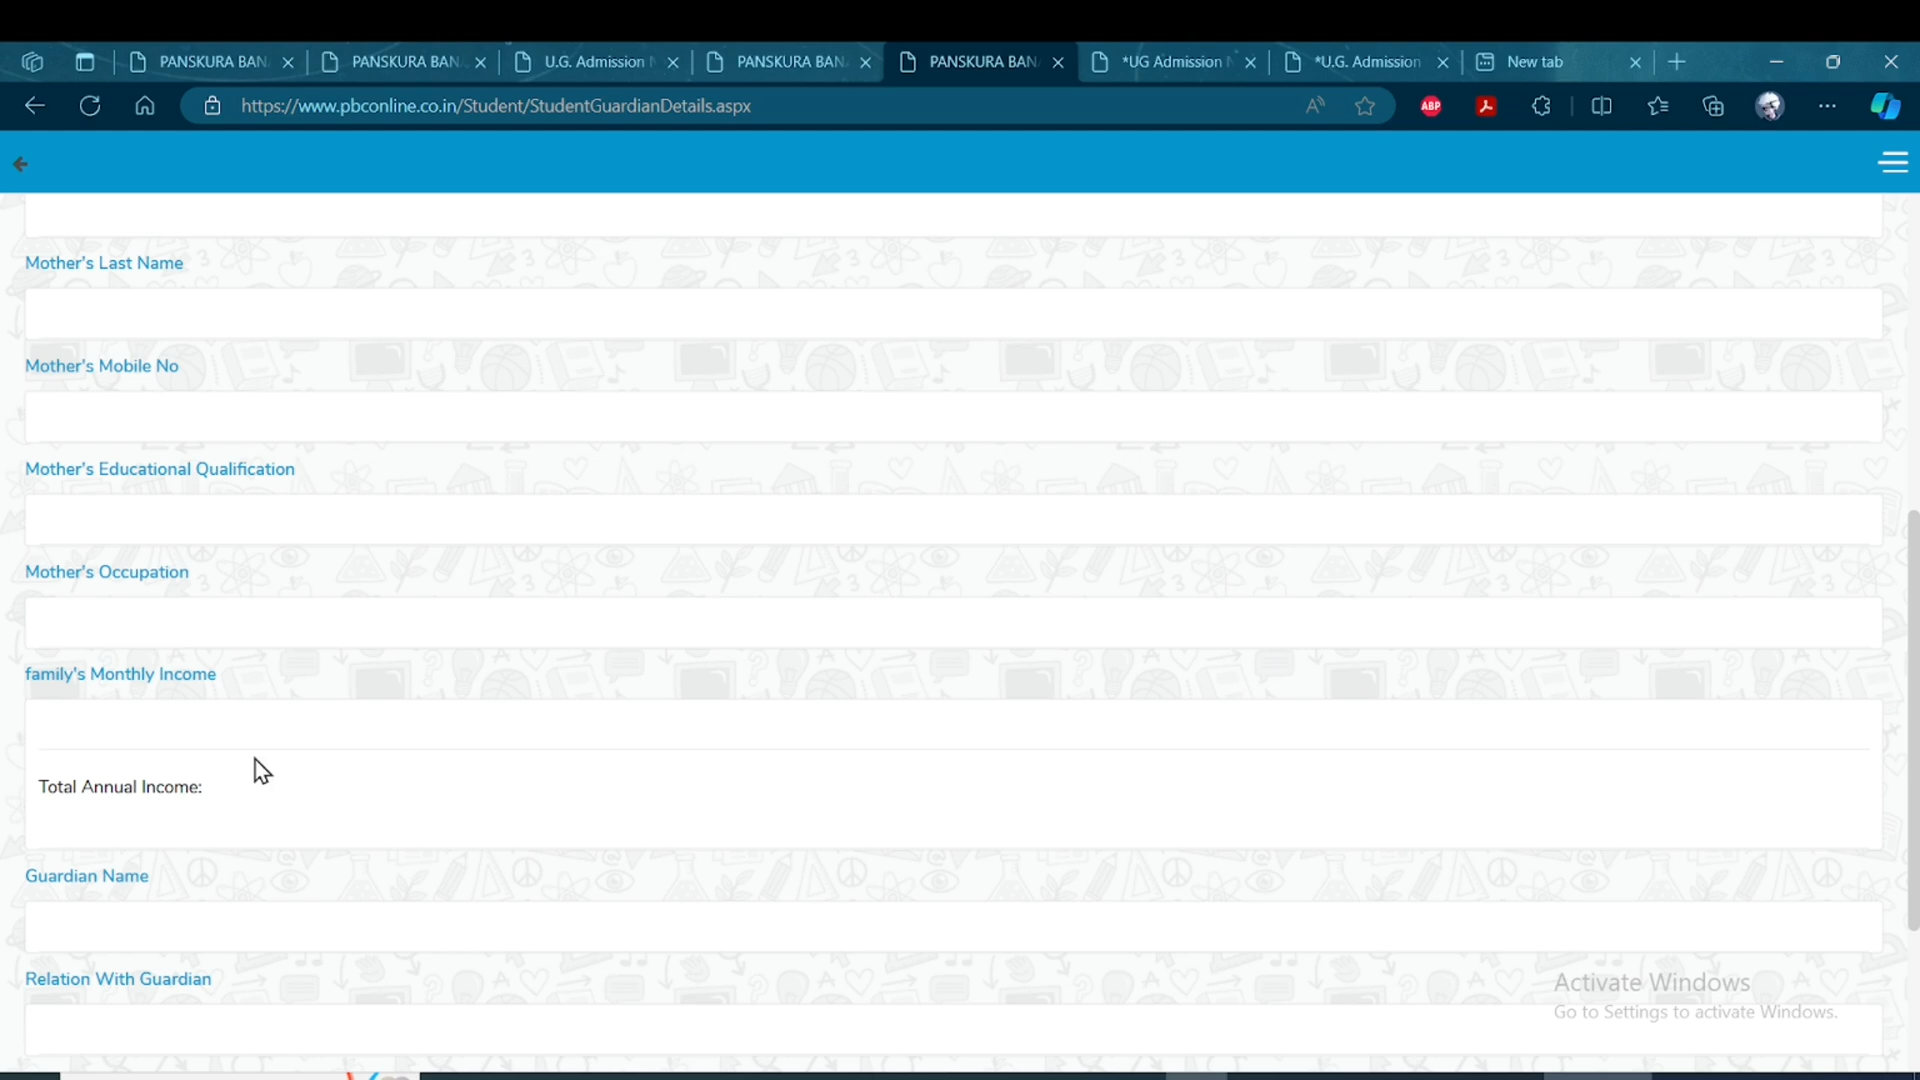 PANSKURA BAN
PANSKURA BAN
U.G. Admission
PANSKURA BAN
PANSKURA BAN
*UG Admission
*U.G. Admission
New tab
https://www.pbconline.co.in/Student/StudentGuardianDetails.aspx
ABP
Mother's Last Name
Mother's Mobile No
Mother's Educational Qualification
Mother's Occupation
family's Monthly Income
Total Annual Income:
Guardian Name
Relation With Guardian
Activate Windows
Go to Settings to activate Windows.